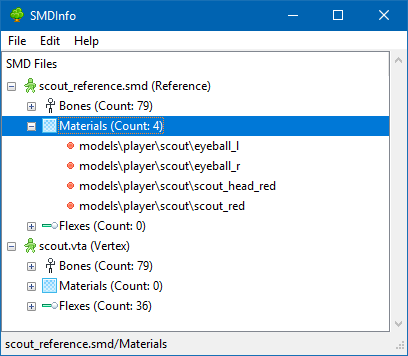 SMDInfo
File Edit Help
SMD Files
scout_reference.smd (Reference)
Bones (Count: 79)
Materials (Count: 4)
models\player\scout\eyeball_l
models\player\scout\eyeball_r
models\player\scout\scout_head_red
models\player\scout\scout_red
Flexes (Count: 0)
scout.vta (Vertex)
Bones (Count: 79)
Materials (Count: 0)
Flexes (Count: 36)
scout_reference.smd/Materials